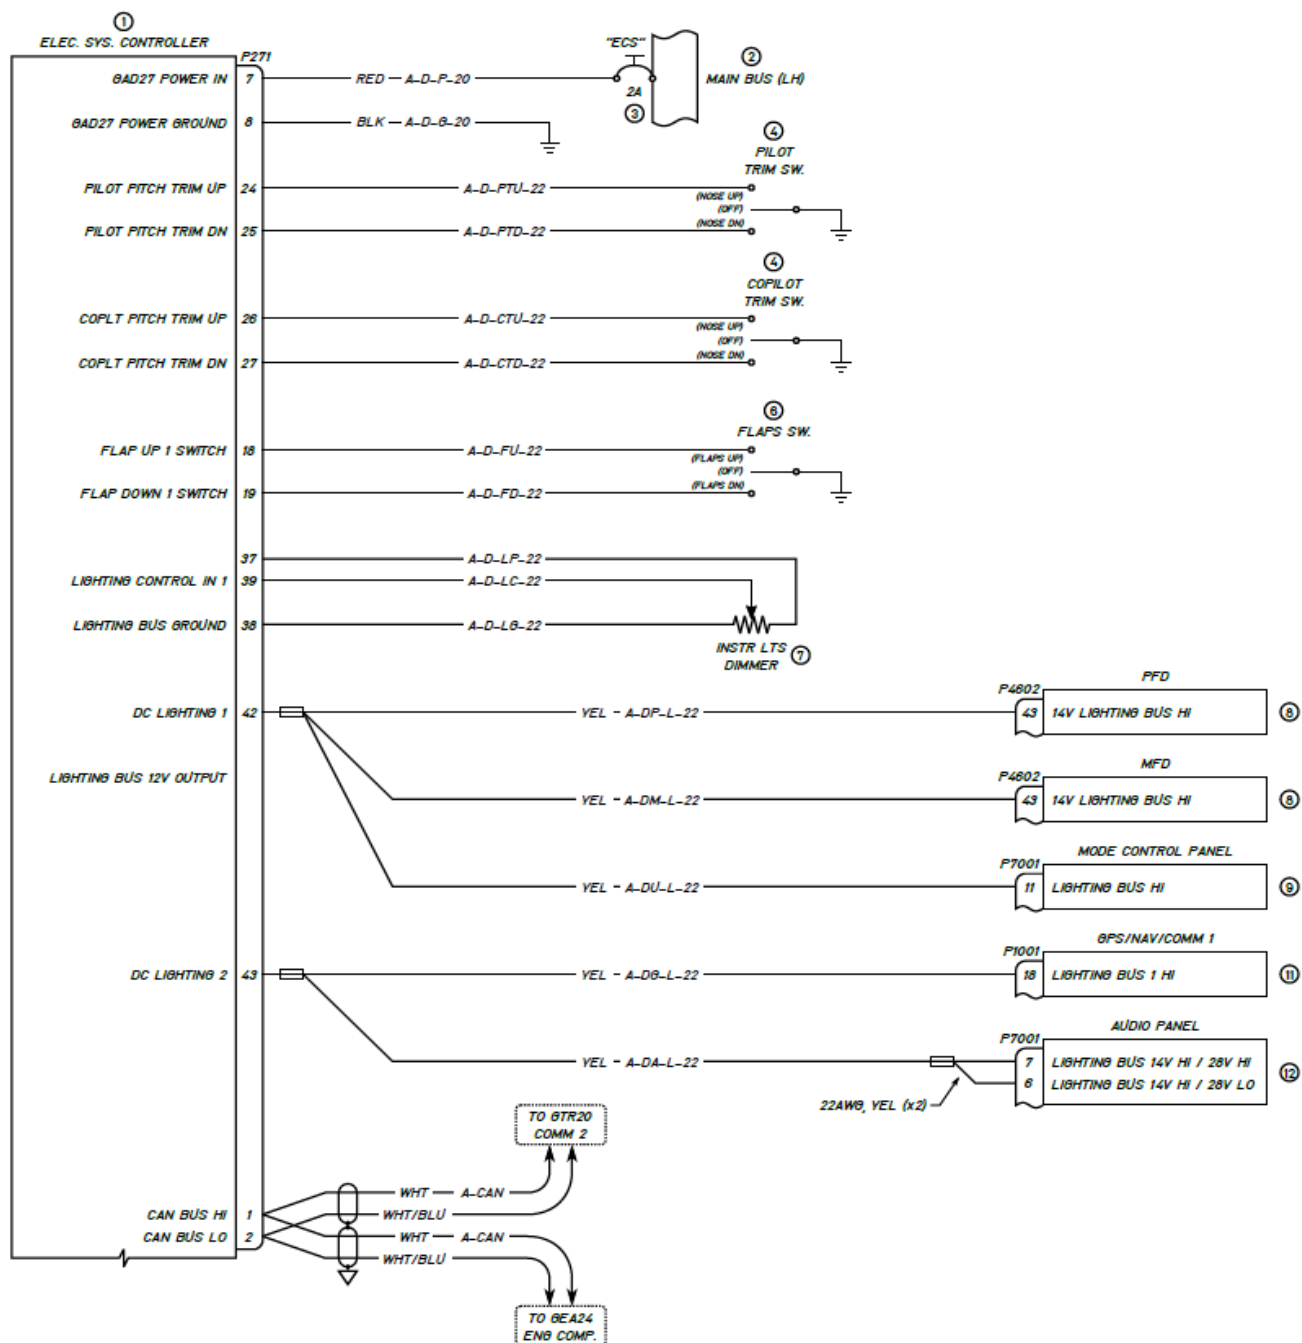 1
ELEC. SYS. CONTROLLER
P271
GAD27 POWER IN 7 RED A-D-P-20
"ECS"
2A
3
2
MAIN BUS (LH)
GAD27 POWER GROUND 8 BLK A-D-G-20
4
PILOT
TRIM SW.
PILOT PITCH TRIM UP 24 A-D-PTU-22
(NOSE UP)
(OFF)
(NOSE DN)
PILOT PITCH TRIM DN 25 A-D-PTD-22
4
COPILOT
TRIM SW.
COPLT PITCH TRIM UP 26 A-D-CTU-22
(NOSE UP)
(OFF)
(NOSE DN)
COPLT PITCH TRIM DN 27 A-D-CTD-22
6
FLAPS SW.
FLAP UP 1 SWITCH 18 A-D-FU-22
(FLAPS UP)
(OFF)
(FLAPS DN)
FLAP DOWN 1 SWITCH 19 A-D-FD-22
37 A-D-LP-22
LIGHTING CONTROL IN 1 39 A-D-LC-22
LIGHTING BUS GROUND 38 A-D-LG-22
INSTR LTS
DIMMER
7
PFD
P4602
DC LIGHTING 1 42 YEL - A-DP-L-22 43 14V LIGHTING BUS HI 8
MFD
P4602
LIGHTING BUS 12V OUTPUT
YEL - A-DM-L-22 43 14V LIGHTING BUS HI 8
MODE CONTROL PANEL
P7001
YEL - A-DU-L-22 11 LIGHTING BUS HI 9
GPS/NAV/COMM 1
P1001
DC LIGHTING 2 43 YEL - A-DG-L-22 18 LIGHTING BUS 1 HI 11
AUDIO PANEL
P7001
YEL - A-DA-L-22 7 LIGHTING BUS 14V HI / 28V HI
12
6 LIGHTING BUS 14V HI / 28V LO
22AWG, YEL (x2)
TO GTR20
COMM 2
WHT A-CAN
CAN BUS HI 1 WHT/BLU
CAN BUS LO 2 WHT A-CAN
WHT/BLU
TO GEA24
ENG COMP.